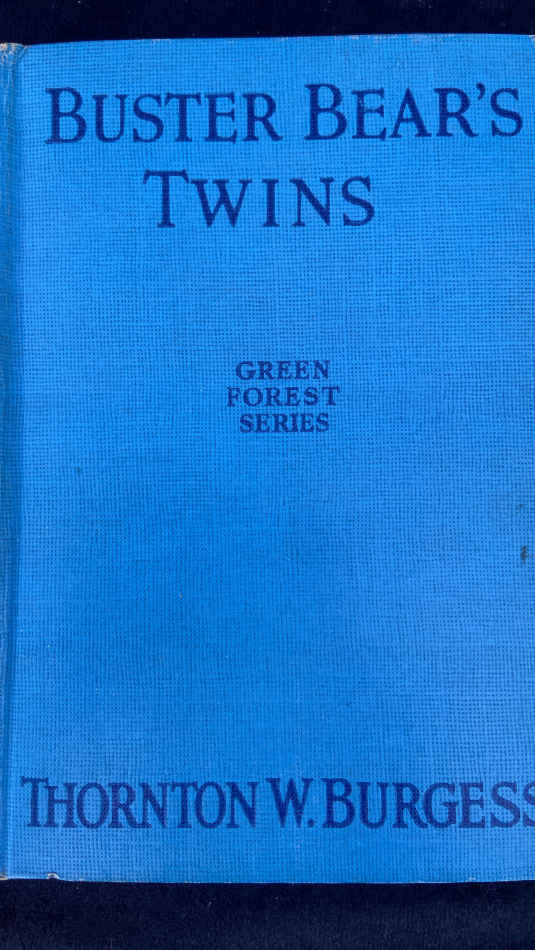 BUSTER BEAR'S
TWINS
GREEN
FOREST
SERIES
THORNTON W. BURGESS